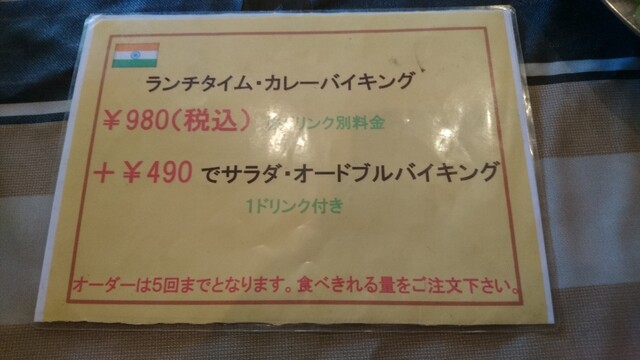 ランチタイム・カレーバイキング
￥980(税込) ※ドリンク別料金
＋￥490 でサラダ・オードブルバイキング
1ドリンク付き
オーダーは5回までとなります。食べきれる量をご注文下さい。